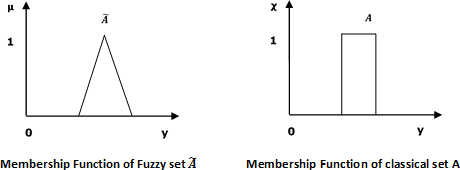 μ
Ã
1
0
y
Membership Function of Fuzzy set Ã
χ
A
1
0
y
Membership Function of classical set A